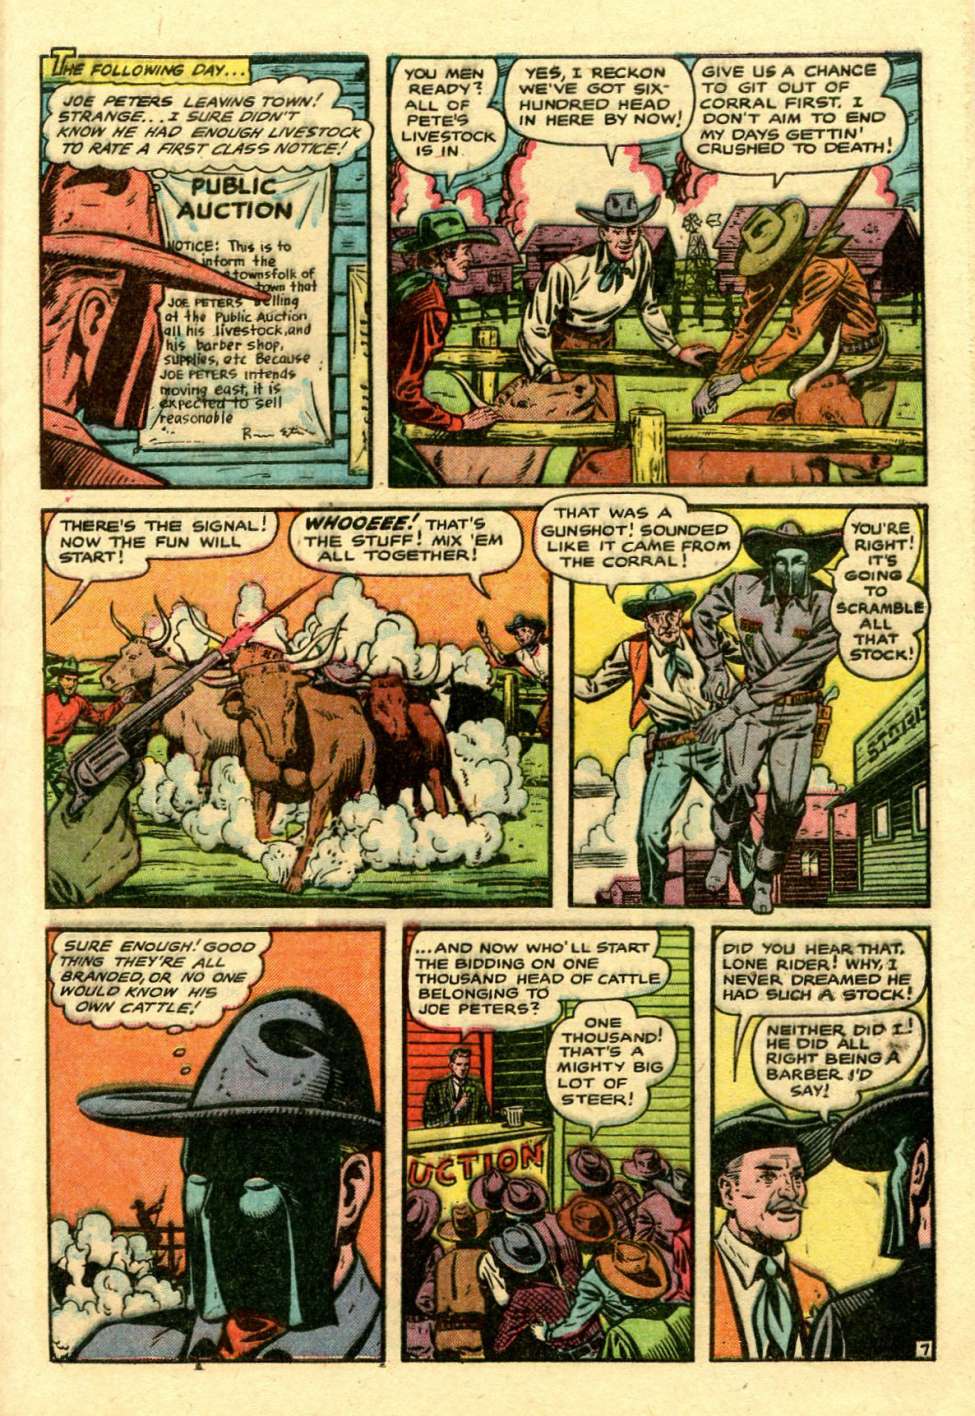 THE FOLLOWING DAY...
JOE PETERS LEAVING TOWN!
STRANGE... I SURE DIDN'T
KNOW HE HAD ENOUGH LIVESTOCK
TO RATE A FIRST CLASS NOTICE!
PUBLIC
AUCTION
NOTICE: This is to
inform the
townsfolk of
town that
JOE PETERS selling
at the Public Auction
all his livestock, and
his barber shop,
supplies, etc Because
JOE PETERS intends
moving east, it is
expected to sell
reasonable
YOU MEN
READY?
ALL OF
PETE'S
LIVESTOCK
IS IN.
YES, I RECKON
WE'VE GOT SIX-
HUNDRED HEAD
IN HERE BY NOW!
GIVE US A CHANCE
TO GIT OUT OF
CORRAL FIRST. I
DON'T AIM TO END
MY DAYS GETTIN'
CRUSHED TO DEATH!
THERE'S THE SIGNAL!
NOW THE FUN WILL
START!
WHOOEEE! THAT'S
THE STUFF! MIX 'EM
ALL TOGETHER!
THAT WAS A
GUNSHOT! SOUNDED
LIKE IT CAME FROM
THE CORRAL!
YOU'RE
RIGHT!
IT'S
GOING
TO
SCRAMBLE
ALL
THAT
STOCK!
SURE ENOUGH! GOOD
THING THEY'RE ALL
BRANDED, OR NO ONE
WOULD KNOW HIS
OWN CATTLE!
...AND NOW WHO'LL START
THE BIDDING ON ONE
THOUSAND HEAD OF CATTLE
BELONGING TO
JOE PETERS?
ONE
THOUSAND!
THAT'S A
MIGHTY BIG
LOT OF
STEER!
UCTION
DID YOU HEAR THAT,
LONE RIDER! WHY, I
NEVER DREAMED HE
HAD SUCH A STOCK!
NEITHER DID I!
HE DID ALL
RIGHT BEING A
BARBER I'D
SAY!
7